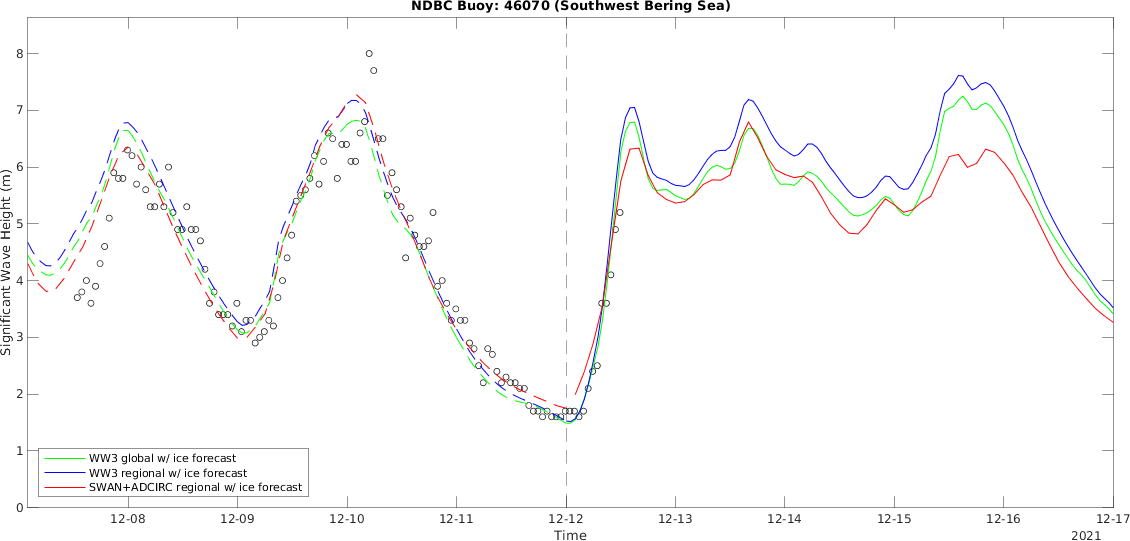 NDBC Buoy: 46070 (Southwest Bering Sea)
Significant Wave Height (m)
8
7
6
5
4
3
2
1
0
WW3 global w/ ice forecast
WW3 regional w/ ice forecast
SWAN+ADCIRC regional w/ ice forecast
12-08 12-09 12-10 12-11 12-12 12-13 12-14 12-15 12-16 12-17
Time
2021